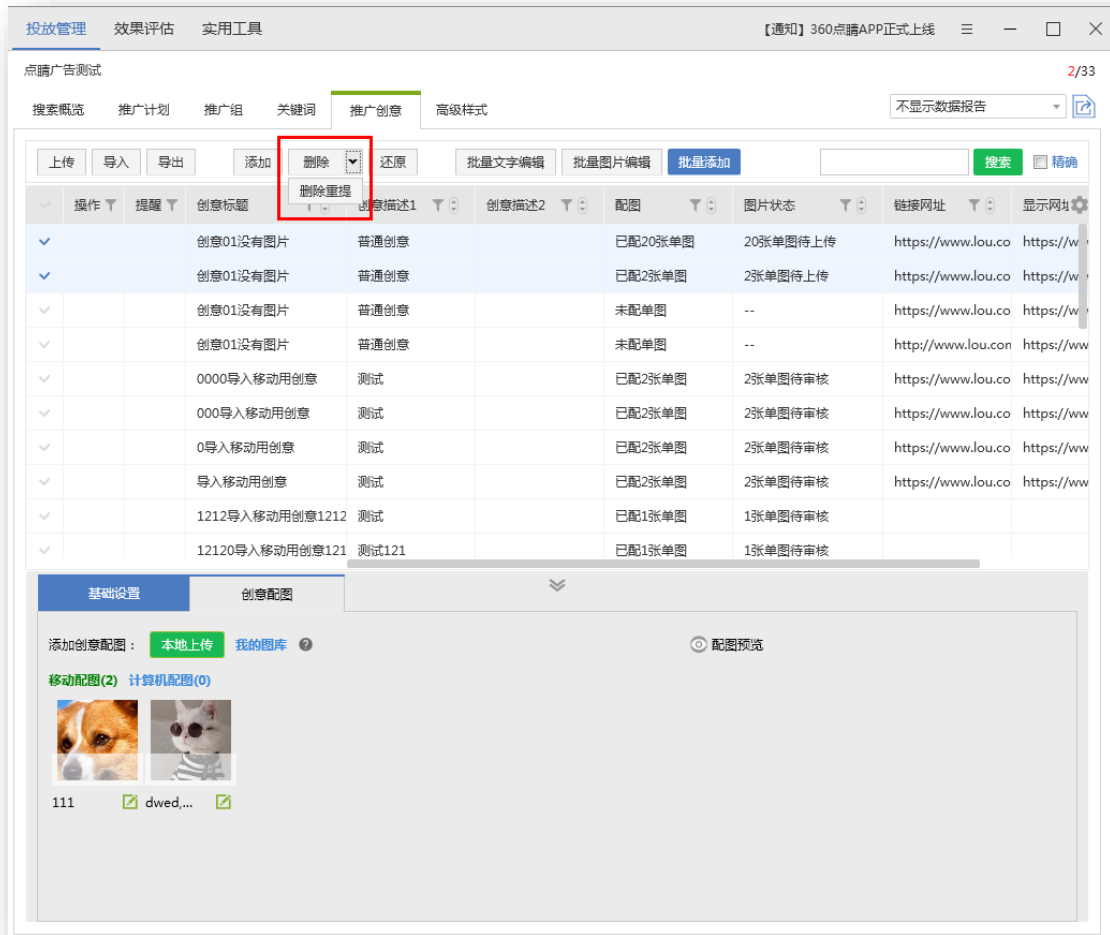 投放管理 效果评估 实用工具 【通知】360点睛APP正式上线
点睛广告测试 2/33
搜索概览 推广计划 推广组 关键词 推广创意 高级样式 不显示数据报告
上传 导入 导出 添加 删除 还原 批量文字编辑 批量图片编辑 批量添加 搜索 精确
删除重提
操作 提醒 创意标题 创意描述1 创意描述2 配图 图片状态 链接网址 显示网址
创意01没有图片 普通创意 已配20张单图 20张单图待上传 https://www.lou.co https://w
创意01没有图片 普通创意 已配2张单图 2张单图待上传 https://www.lou.co https://w
创意01没有图片 普通创意 未配单图 -- https://www.lou.co https://w
创意01没有图片 普通创意 未配单图 -- http://www.lou.con https://ww
0000导入移动用创意 测试 已配2张单图 2张单图待审核 https://www.lou.co https://ww
000导入移动用创意 测试 已配2张单图 2张单图待审核 https://www.lou.co https://ww
0导入移动用创意 测试 已配2张单图 2张单图待审核 https://www.lou.co https://ww
导入移动用创意 测试 已配2张单图 2张单图待审核 https://www.lou.co https://ww
1212导入移动用创意1212 测试 已配1张单图 1张单图待审核
12120导入移动用创意121 测试121 已配1张单图 1张单图待审核
基础设置 创意配图
添加创意配图： 本地上传 我的图库 配图预览
移动配图(2) 计算机配图(0)
111 dwed,...